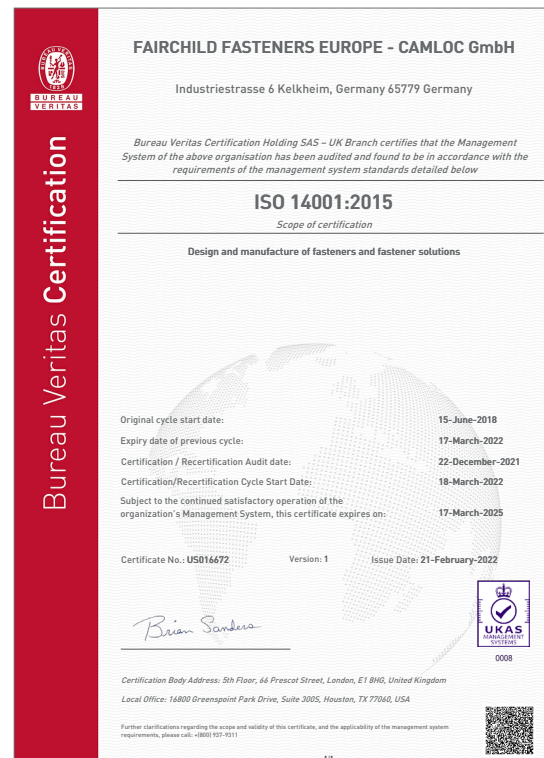 FAIRCHILD FASTENERS EUROPE - CAMLOC GmbH
Industriestrasse 6 Kelkheim, Germany 65779 Germany
Bureau Veritas Certification Holding SAS – UK Branch certifies that the Management
System of the above organisation has been audited and found to be in accordance with the
requirements of the management system standards detailed below
ISO 14001:2015
Scope of certification
Design and manufacture of fasteners and fastener solutions
Original cycle start date: 15-June-2018
Expiry date of previous cycle: 17-March-2022
Certification / Recertification Audit date: 22-December-2021
Certification/Recertification Cycle Start Date: 18-March-2022
Subject to the continued satisfactory operation of the
organization's Management System, this certificate expires on: 17-March-2025
Certificate No.: US016672 Version: 1 Issue Date: 21-February-2022
Brian Sanders
UKAS
MANAGEMENT
SYSTEMS
0008
Certification Body Address: 5th Floor, 66 Prescot Street, London, E1 8HG, United Kingdom
Local Office: 16800 Greenspoint Park Drive, Suite 300S, Houston, TX 77060, USA
Further clarifications regarding the scope and validity of this certificate, and the applicability of the management system
requirements, please call: +(800) 937-9311
BUREAU VERITAS
1828
BUREAU
VERITAS
Bureau Veritas Certification